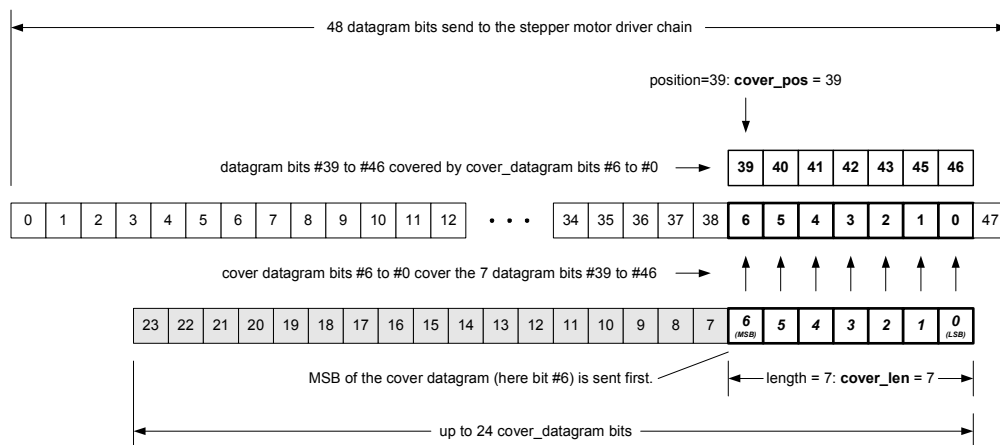 48 datagram bits send to the stepper motor driver chain
position=39: cover_pos = 39
datagram bits #39 to #46 covered by cover_datagram bits #6 to #0
39 40 41 42 43 45 46
0 1 2 3 4 5 6 7 8 9 10 11 12 • • • 34 35 36 37 38 6 5 4 3 2 1 0 47
cover datagram bits #6 to #0 cover the 7 datagram bits #39 to #46
23 22 21 20 19 18 17 16 15 14 13 12 11 10 9 8 7 6 5 4 3 2 1 0
(MSB) (LSB)
MSB of the cover datagram (here bit #6) is sent first.
length = 7: cover_len = 7
up to 24 cover_datagram bits